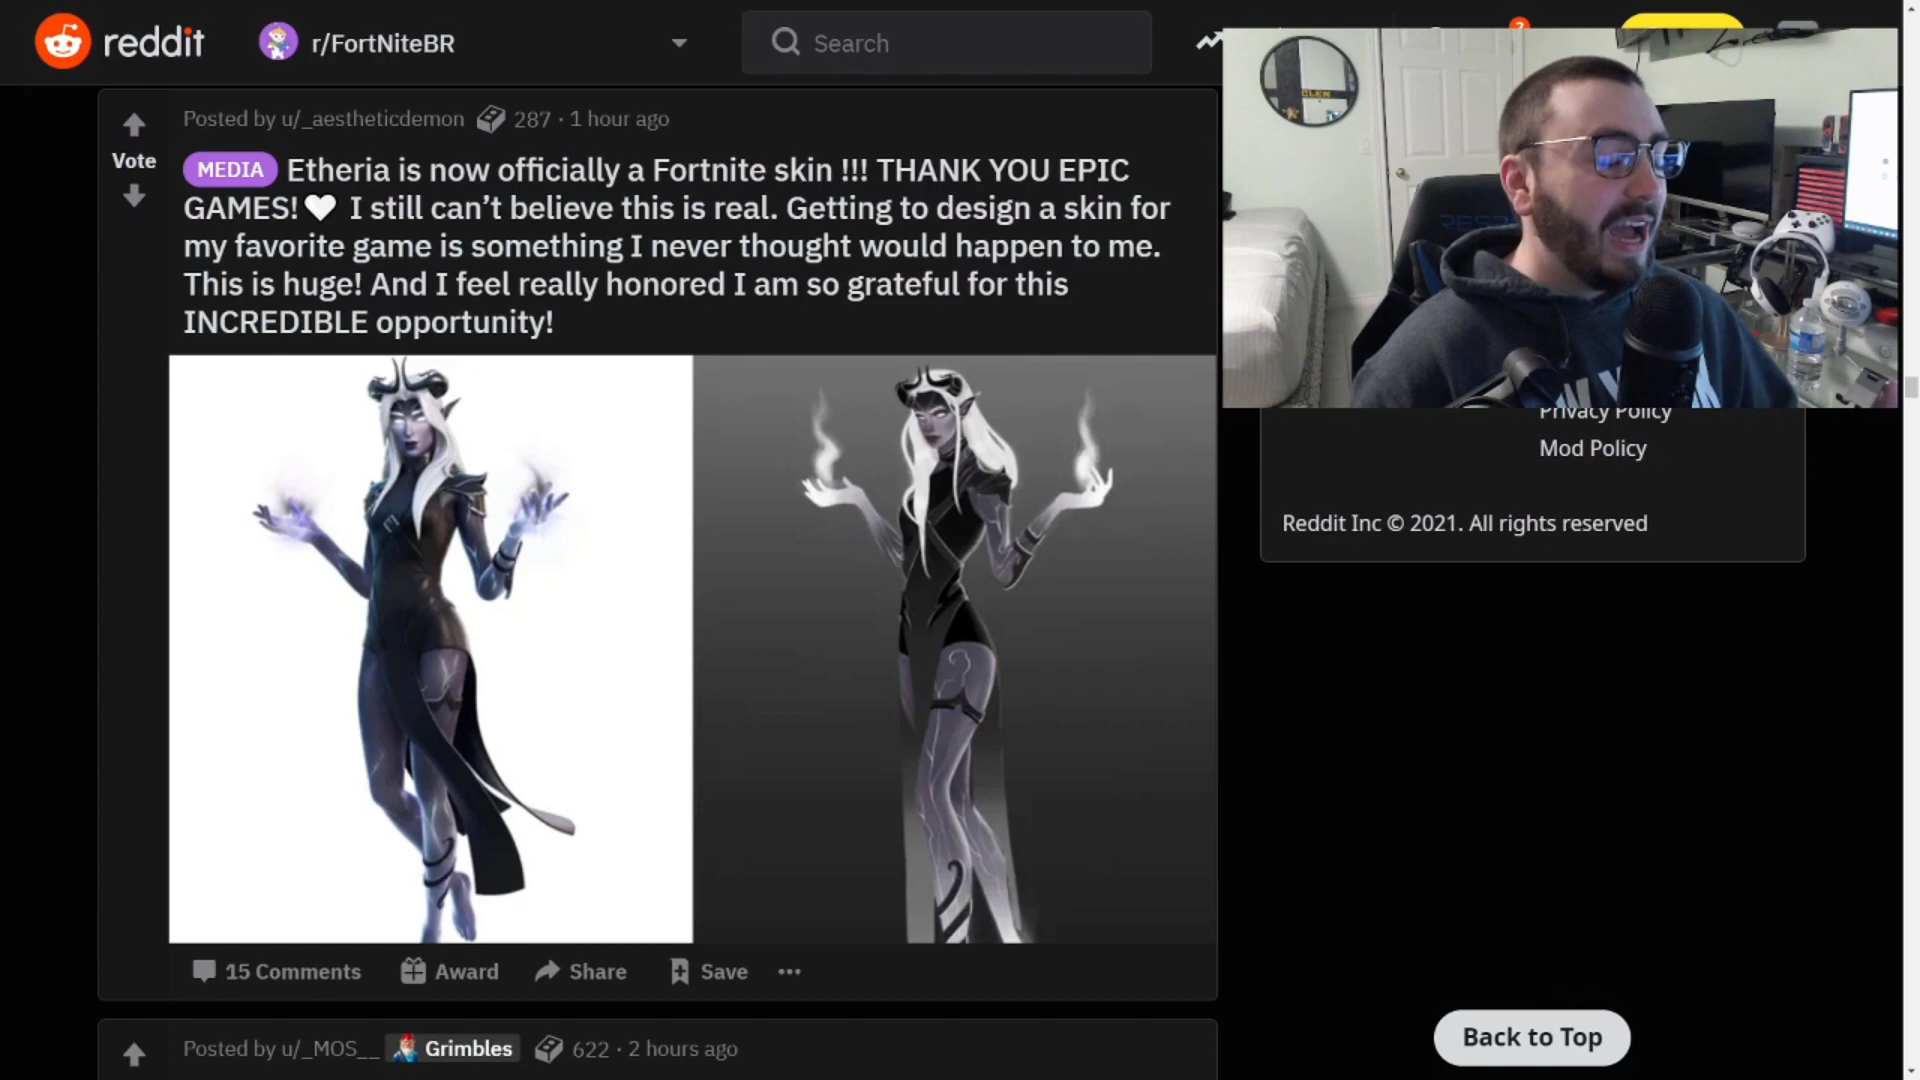 reddit
r/FortNiteBR
Search
2
Posted by u/_aestheticdemon 287 · 1 hour ago
Vote
MEDIA Etheria is now officially a Fortnite skin !!! THANK YOU EPIC
GAMES!🤍 I still can’t believe this is real. Getting to design a skin for
my favorite game is something I never thought would happen to me.
This is huge! And I feel really honored I am so grateful for this
INCREDIBLE opportunity!
Privacy Policy
Mod Policy
Reddit Inc © 2021. All rights reserved
15 Comments
Award
Share
Save
Back to Top
Posted by u/_MOS__ Grimbles 622 · 2 hours ago